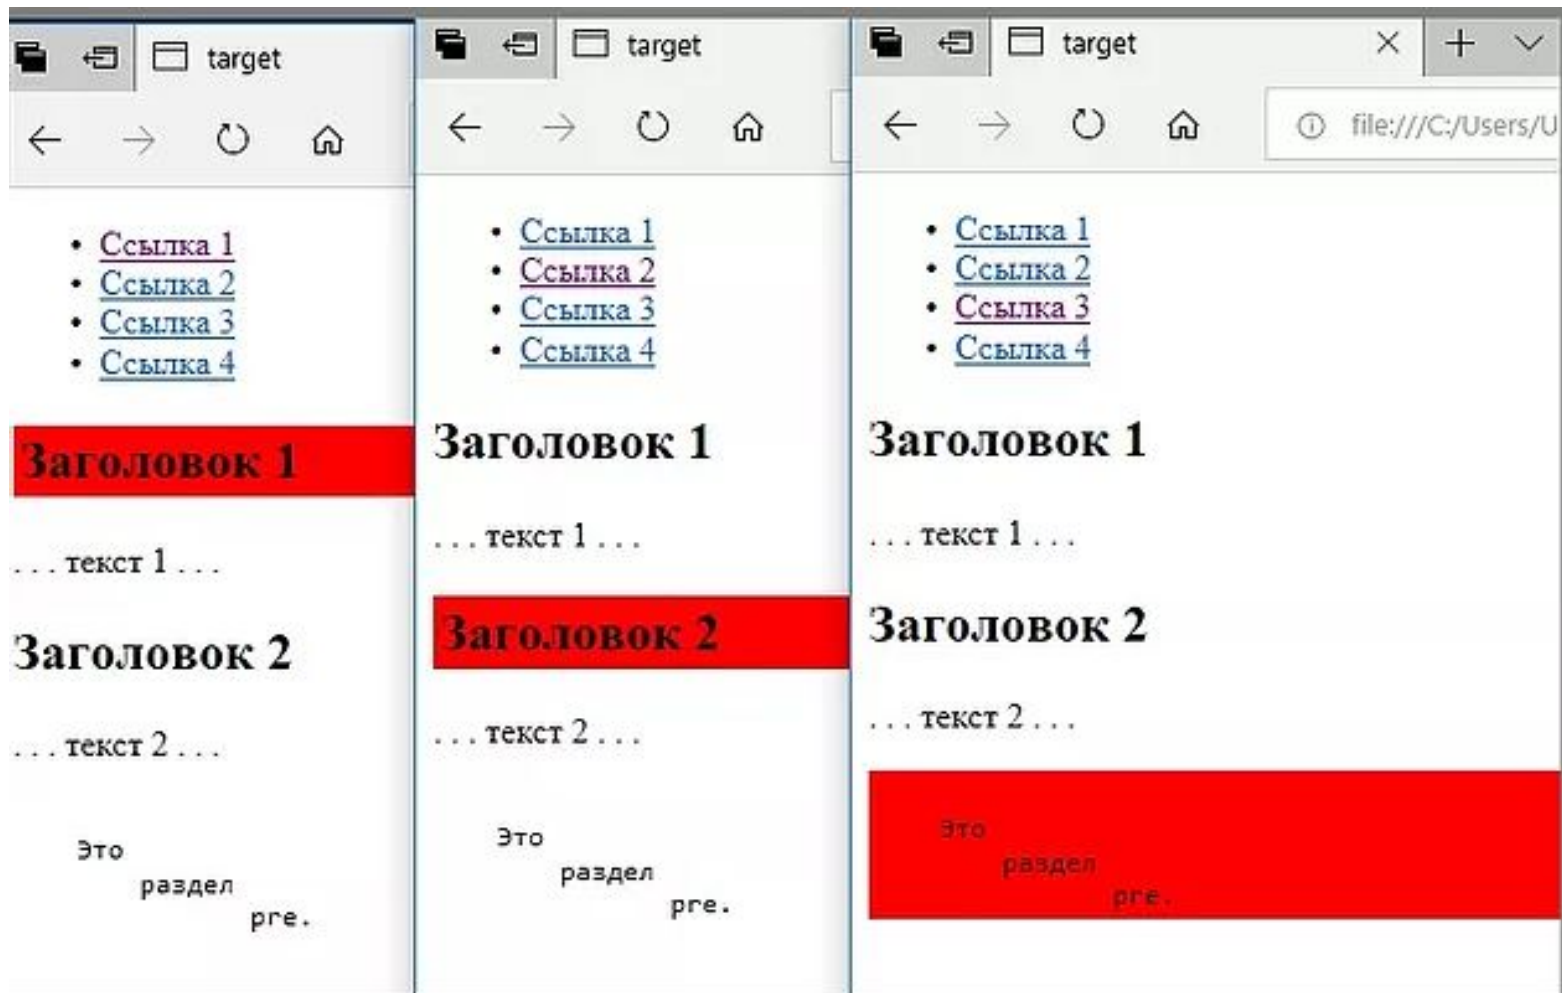 target
Ссылка 1
Ссылка 2
Ссылка 3
Ссылка 4
Заголовок 1
. . . текст 1 . . .
Заголовок 2
. . . текст 2 . . .
Это
раздел
pre.
target
Ссылка 1
Ссылка 2
Ссылка 3
Ссылка 4
Заголовок 1
. . . текст 1 . . .
Заголовок 2
. . . текст 2 . . .
Это
раздел
pre.
target
file:///C:/Users/U
Ссылка 1
Ссылка 2
Ссылка 3
Ссылка 4
Заголовок 1
. . . текст 1 . . .
Заголовок 2
. . . текст 2 . . .
Это
раздел
pre.